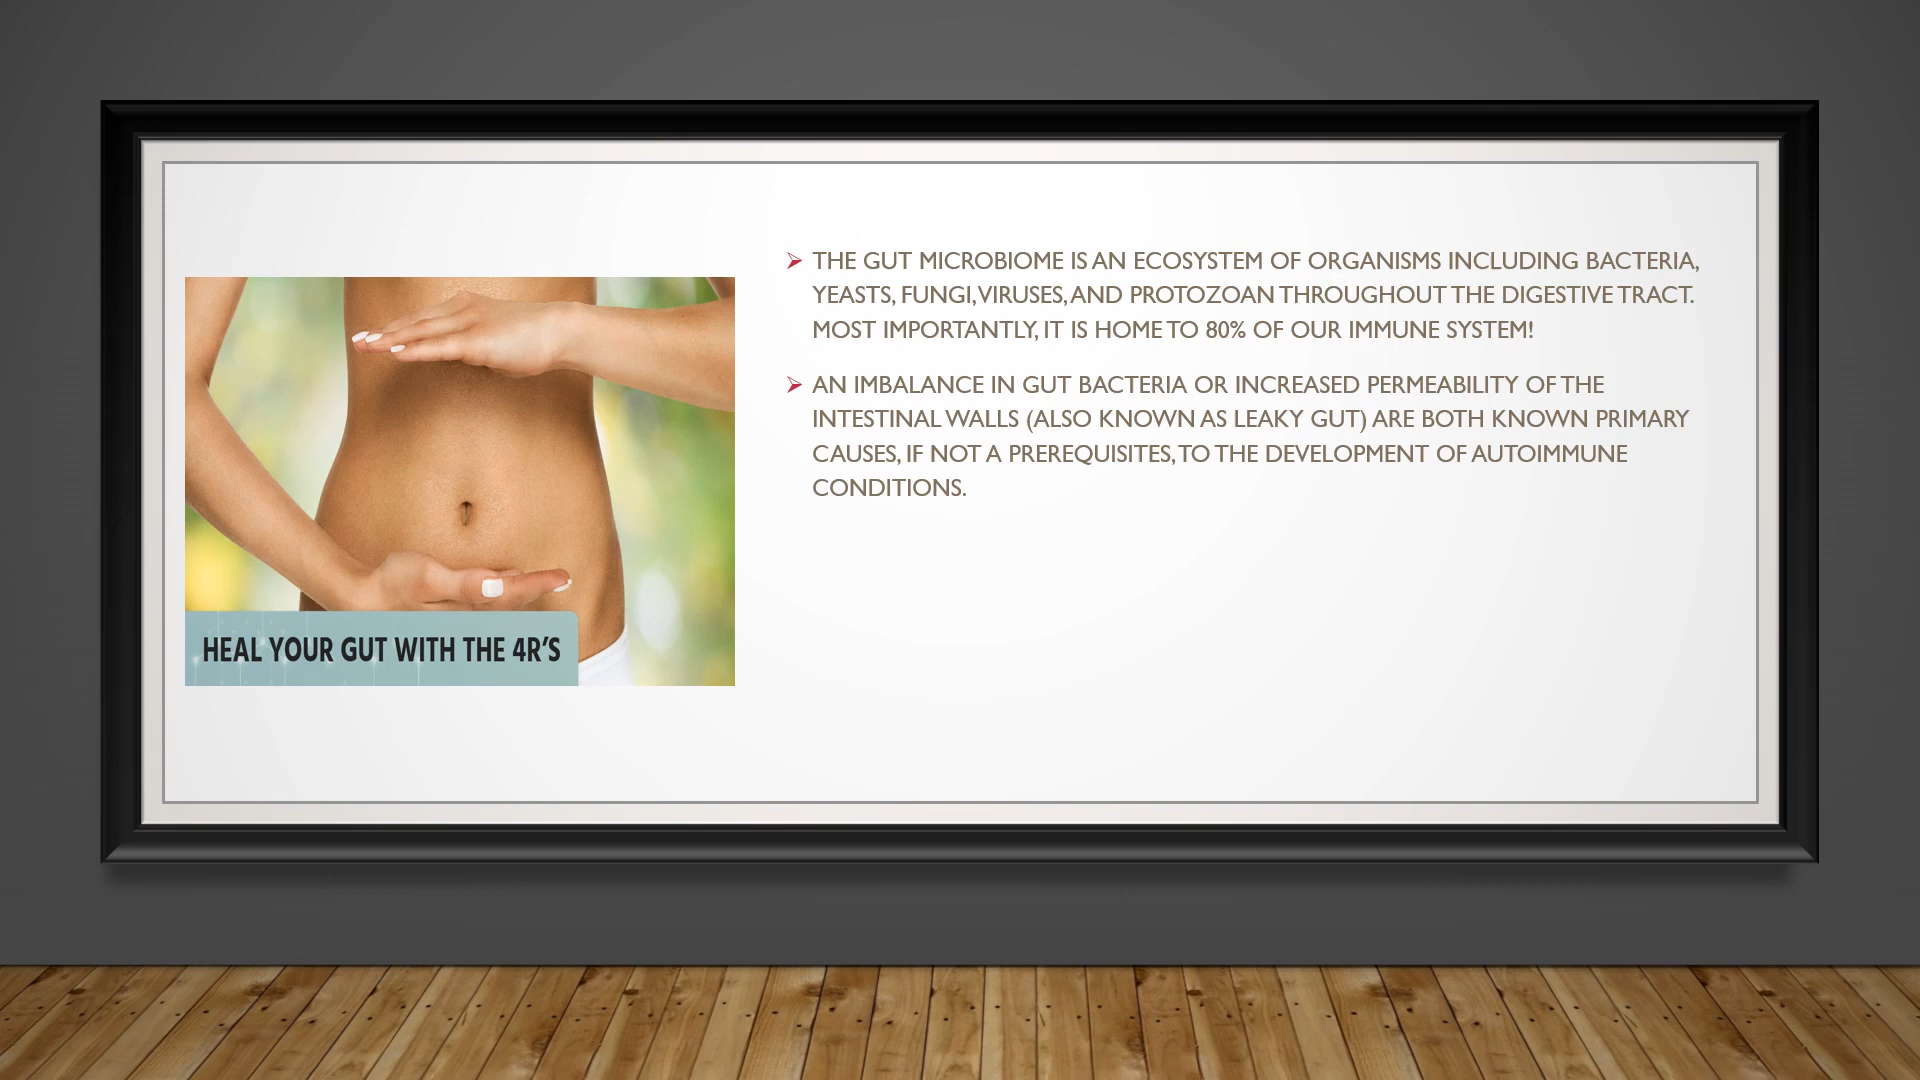 HEAL YOUR GUT WITH THE 4R'S
THE GUT MICROBIOME IS AN ECOSYSTEM OF ORGANISMS INCLUDING BACTERIA,
YEASTS, FUNGI, VIRUSES, AND PROTOZOAN THROUGHOUT THE DIGESTIVE TRACT.
MOST IMPORTANTLY, IT IS HOME TO 80% OF OUR IMMUNE SYSTEM!
AN IMBALANCE IN GUT BACTERIA OR INCREASED PERMEABILITY OF THE
INTESTINAL WALLS (ALSO KNOWN AS LEAKY GUT) ARE BOTH KNOWN PRIMARY
CAUSES, IF NOT A PREREQUISITES, TO THE DEVELOPMENT OF AUTOIMMUNE
CONDITIONS.